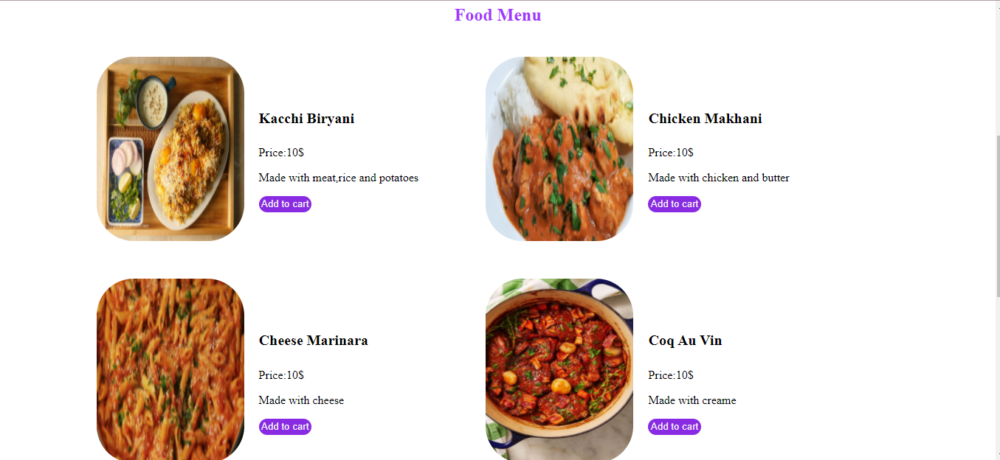 Food Menu
Kacchi Biryani
Price:10$
Made with meat,rice and potatoes
Add to cart
Chicken Makhani
Price:10$
Made with chicken and butter
Add to cart
Cheese Marinara
Price:10$
Made with cheese
Add to cart
Coq Au Vin
Price:10$
Made with creame
Add to cart